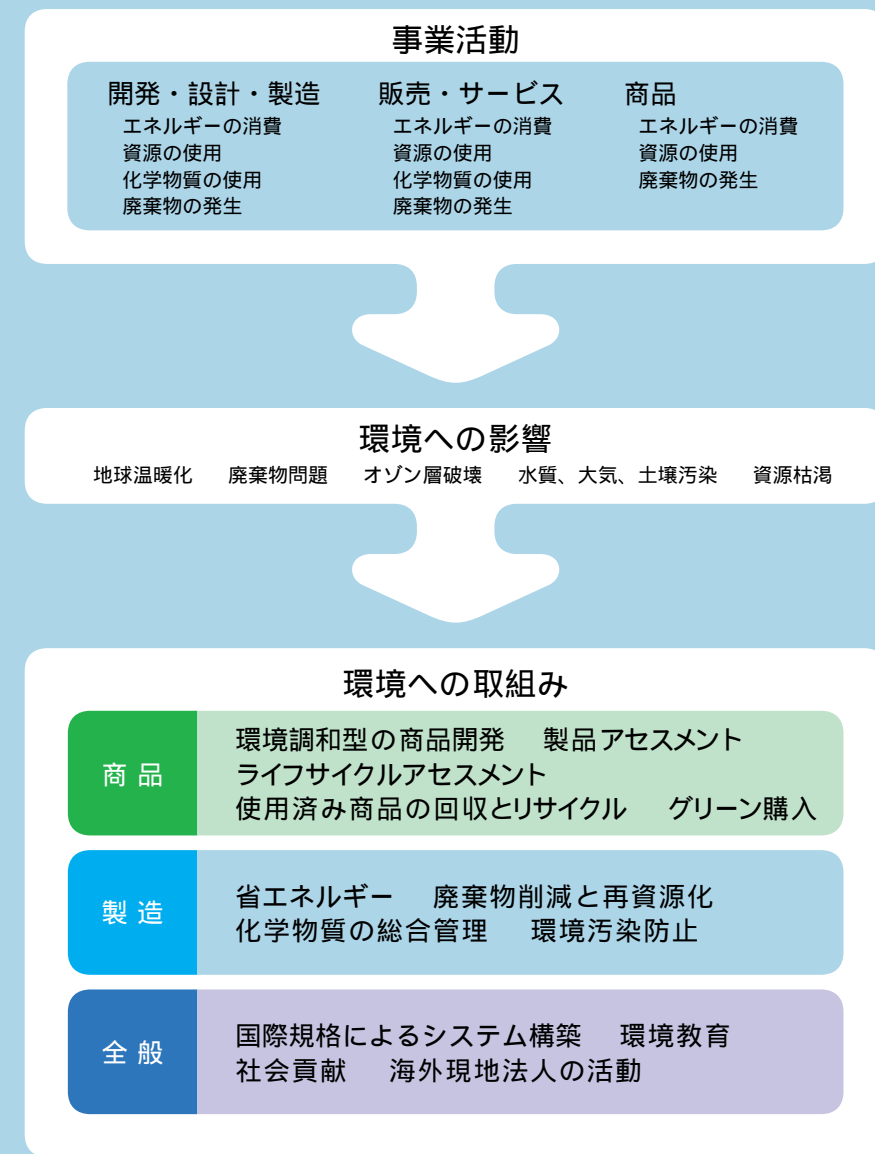 事業活動
開発・設計・製造
エネルギーの消費
資源の使用
化学物質の使用
廃棄物の発生
販売・サービス
エネルギーの消費
資源の使用
化学物質の使用
廃棄物の発生
商品
エネルギーの消費
資源の使用
廃棄物の発生
環境への影響
地球温暖化　廃棄物問題　オゾン層破壊　水質、大気、土壌汚染　資源枯渇
環境への取組み
商品
環境調和型の商品開発　製品アセスメント
ライフサイクルアセスメント
使用済み商品の回収とリサイクル　グリーン購入
製造
省エネルギー　廃棄物削減と再資源化
化学物質の総合管理　環境汚染防止
全般
国際規格によるシステム構築　環境教育
社会貢献　海外現地法人の活動